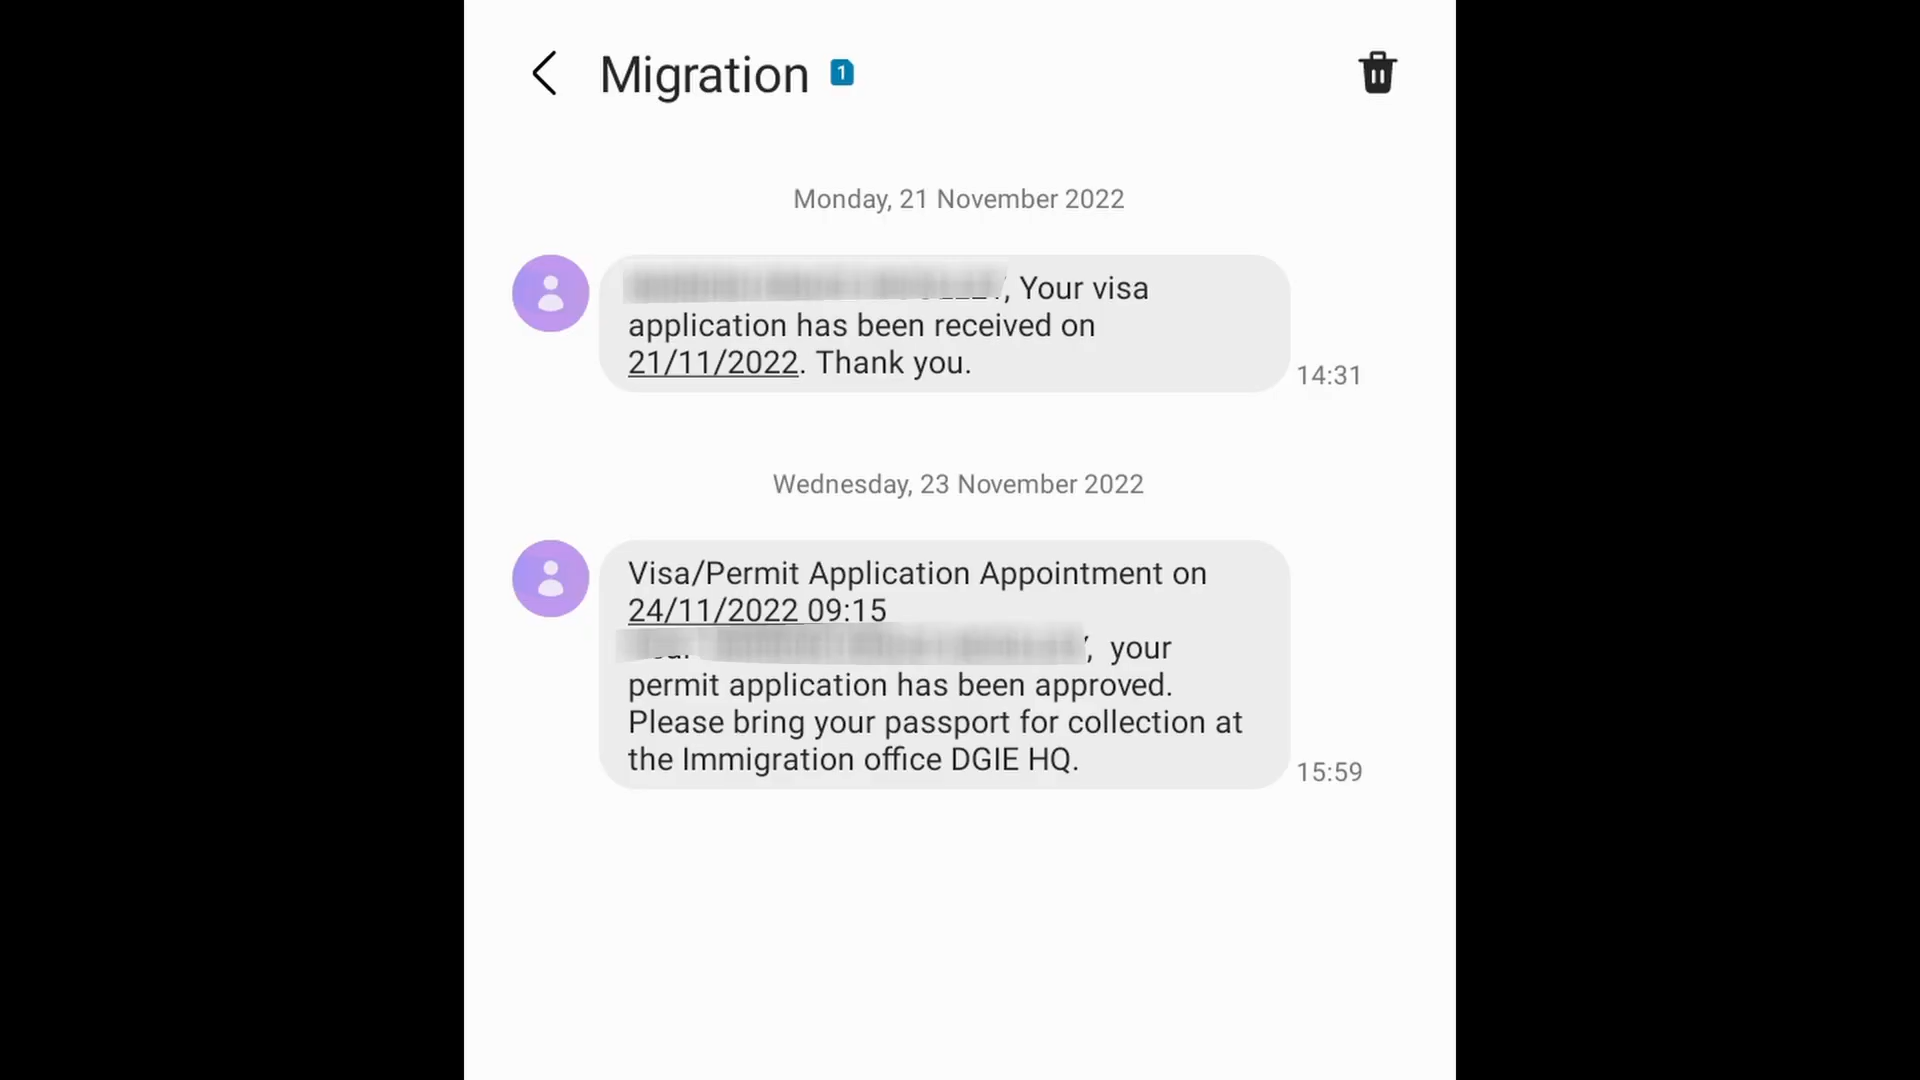 Migration 1
Monday, 21 November 2022
, Your visa
application has been received on
21/11/2022. Thank you.
14:31
Wednesday, 23 November 2022
Visa/Permit Application Appointment on
24/11/2022 09:15
, your
permit application has been approved.
Please bring your passport for collection at
the Immigration office DGIE HQ.
15:59